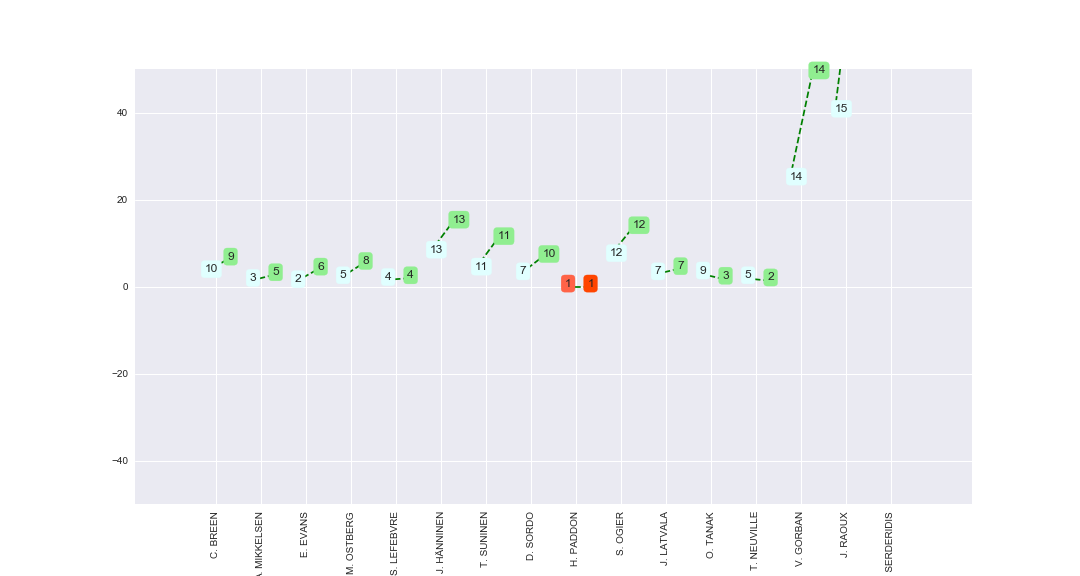 40
20
0
−20
−40
10 9
3 5
2 6
5 8
4 4
13 13
11 11
7 10
1 1
12 12
7 7
9 3
5 2
14 14
15
C. BREEN
A. MIKKELSEN
E. EVANS
M. OSTBERG
S. LEFEBVRE
J. HÄNNINEN
T. SUNINEN
D. SORDO
H. PADDON
S. OGIER
J. LATVALA
O. TANAK
T. NEUVILLE
V. GORBAN
J. RAOUX
SERDERIDIS